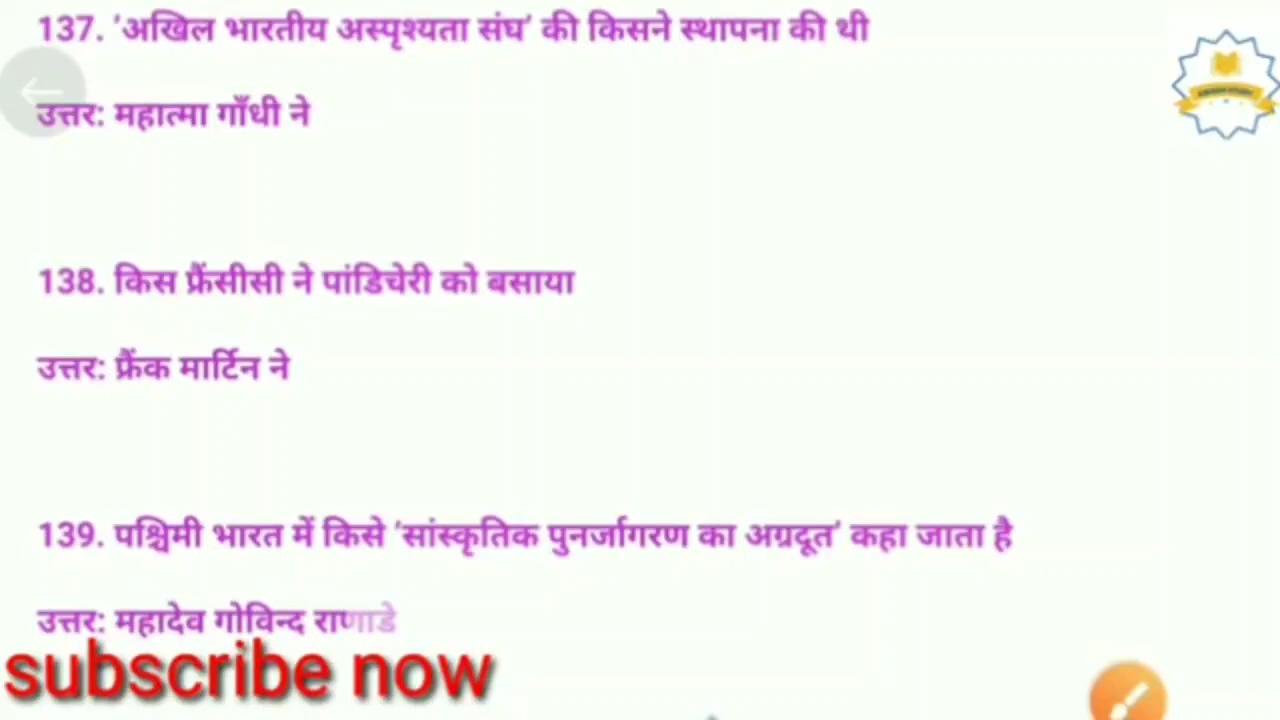 137. 'अखिल भारतीय अस्पृश्यता संघ' की किसने स्थापना की थी
उत्तर: महात्मा गाँधी ने
138. किस फ्रैंसीसी ने पांडिचेरी को बसाया
उत्तर: फ्रैंक मार्टिन ने
139. पश्चिमी भारत में किसे 'सांस्कृतिक पुनर्जागरण का अग्रदूत' कहा जाता है
उत्तर: महादेव गोविन्द राणाडे
subscribe now